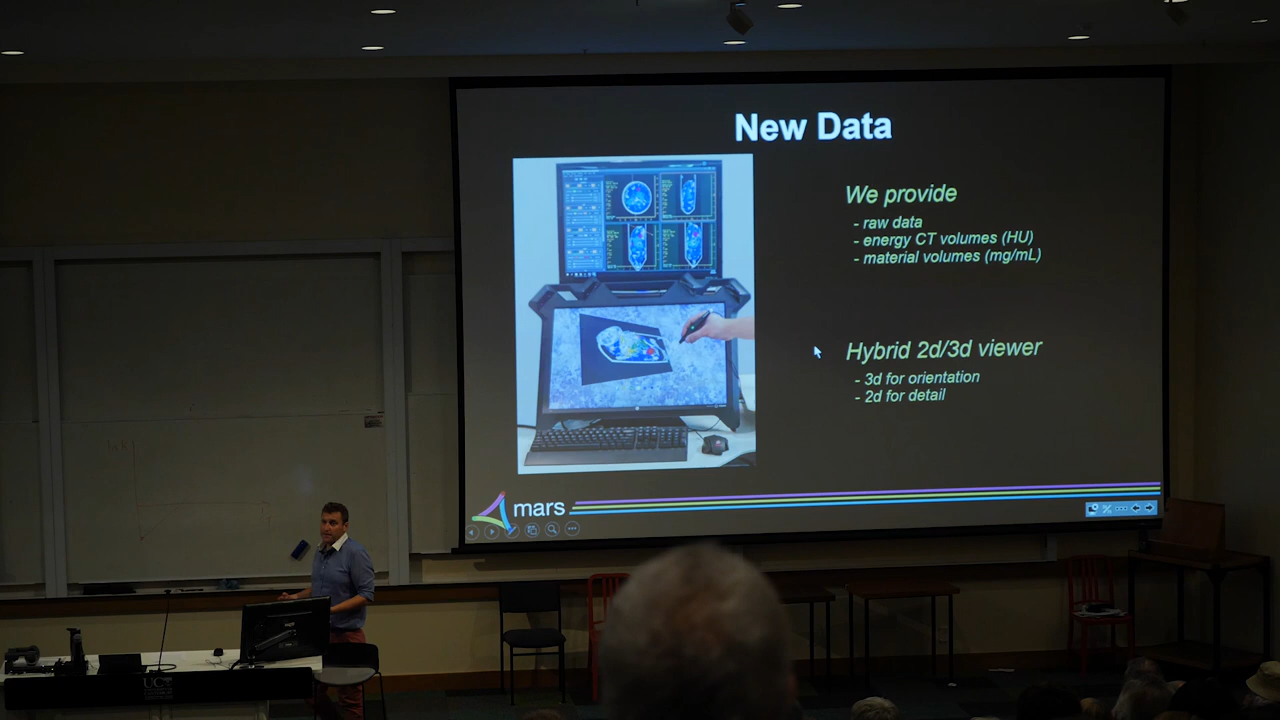 New Data
We provide
- raw data
- energy CT volumes (HU)
- material volumes (mg/mL)
Hybrid 2d/3d viewer
- 3d for orientation
- 2d for detail
mars
UC